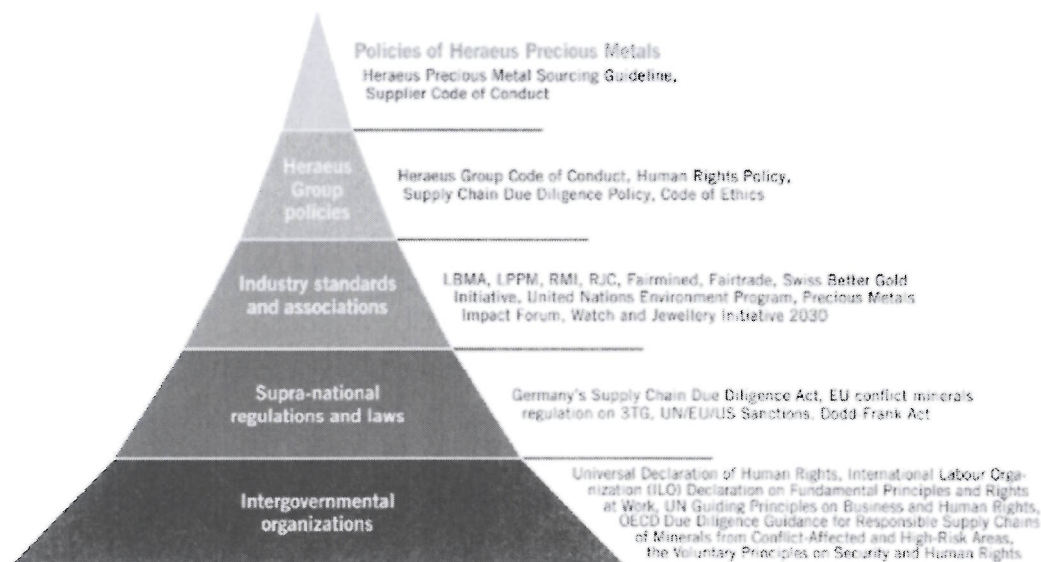 Policies of Heraeus Precious Metals
Heraeus Precious Metal Sourcing Guideline,
Supplier Code of Conduct
Heraeus
Group
policies
Heraeus Group Code of Conduct, Human Rights Policy,
Supply Chain Due Diligence Policy, Code of Ethics
Industry standards
and associations
LBMA, LPPM, RMI, RJC, Fairmined, Fairtrade, Swiss Better Gold
Initiative, United Nations Environment Program, Precious Metals
Impact Forum, Watch and Jewellery Initiative 2030
Supra-national
regulations and laws
Germany's Supply Chain Due Diligence Act, EU conflict minerals
regulation on 3TG, UN/EU/US Sanctions, Dodd Frank Act
Intergovernmental
organizations
Universal Declaration of Human Rights, International Labour Orga-
nization (ILO) Declaration on Fundamental Principles and Rights
at Work, UN Guiding Principles on Business and Human Rights,
OECD Due Diligence Guidance for Responsible Supply Chains
of Minerals from Conflict-Affected and High-Risk Areas,
the Voluntary Principles on Security and Human Rights